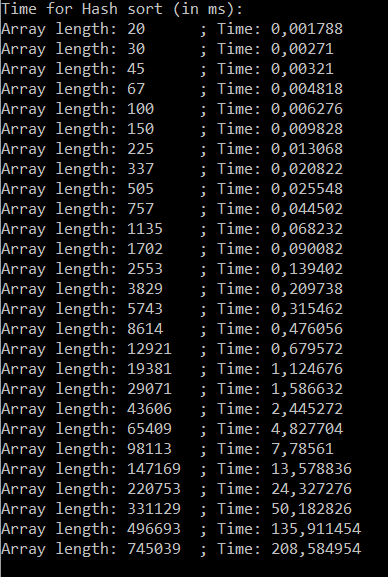 Time for Hash sort (in ms):
Array length: 20     ; Time: 0,001788
Array length: 30     ; Time: 0,00271
Array length: 45     ; Time: 0,00321
Array length: 67     ; Time: 0,004818
Array length: 100    ; Time: 0,006276
Array length: 150    ; Time: 0,009828
Array length: 225    ; Time: 0,013068
Array length: 337    ; Time: 0,020822
Array length: 505    ; Time: 0,025548
Array length: 757    ; Time: 0,044502
Array length: 1135   ; Time: 0,068232
Array length: 1702   ; Time: 0,090082
Array length: 2553   ; Time: 0,139402
Array length: 3829   ; Time: 0,209738
Array length: 5743   ; Time: 0,315462
Array length: 8614   ; Time: 0,476056
Array length: 12921  ; Time: 0,679572
Array length: 19381  ; Time: 1,124676
Array length: 29071  ; Time: 1,586632
Array length: 43606  ; Time: 2,445272
Array length: 65409  ; Time: 4,827704
Array length: 98113  ; Time: 7,78561
Array length: 147169 ; Time: 13,578836
Array length: 220753 ; Time: 24,327276
Array length: 331129 ; Time: 50,182826
Array length: 496693 ; Time: 135,911454
Array length: 745039 ; Time: 208,584954